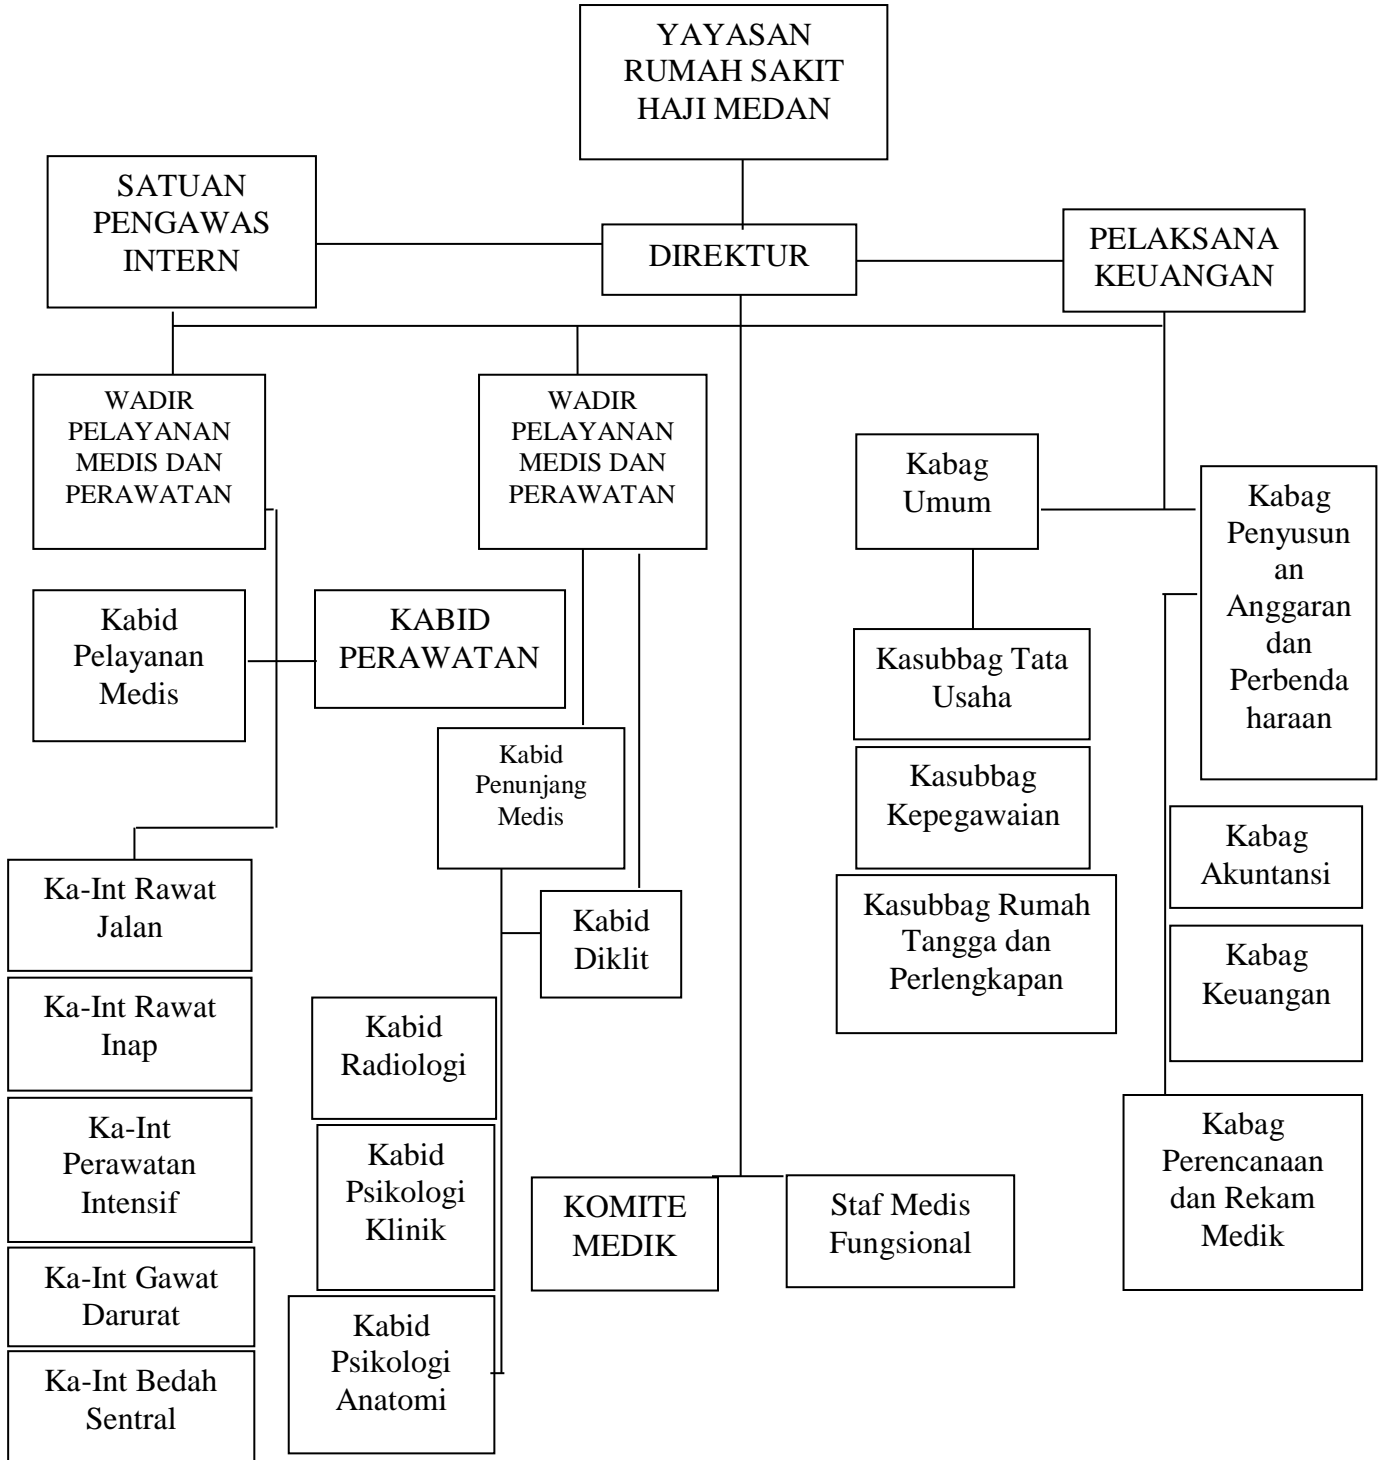 YAYASAN
RUMAH SAKIT
HAJI MEDAN
SATUAN
PENGAWAS
INTERN
DIREKTUR
PELAKSANA
KEUANGAN
WADIR
PELAYANAN
MEDIS DAN
PERAWATAN
WADIR
PELAYANAN
MEDIS DAN
PERAWATAN
Kabag
Umum
Kabag
Penyusun
an
Anggaran
dan
Perbenda
haraan
Kabid
Pelayanan
Medis
KABID
PERAWATAN
Kasubbag Tata
Usaha
Kabid
Penunjang
Medis
Kasubbag
Kepegawaian
Kabag
Akuntansi
Ka-Int Rawat
Jalan
Kabid
Diklit
Kasubbag Rumah
Tangga dan
Perlengkapan
Kabag
Keuangan
Ka-Int Rawat
Inap
Kabid
Radiologi
Ka-Int
Perawatan
Intensif
Kabid
Psikologi
Klinik
KOMITE
MEDIK
Staf Medis
Fungsional
Kabag
Perencanaan
dan Rekam
Medik
Ka-Int Gawat
Darurat
Kabid
Psikologi
Anatomi
Ka-Int Bedah
Sentral